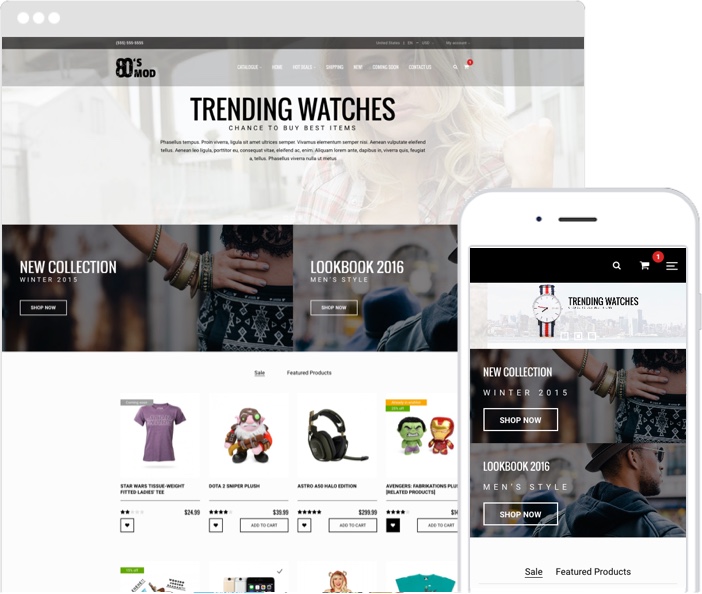 (555) 555-5555
United States | EN USD My account
80'S MOD
CATALOGUE HOME HOT DEALS SHIPPING NEW! COMING SOON CONTACT US
TRENDING WATCHES
CHANCE TO BUY BEST ITEMS
Phasellus tempus. Proin viverra, ligula sit amet ultrices semper. Vivamus elementum semper nisi. Aenean vulputate eleifend
tellus. Aenean leo ligula, porttitor eu, consequat vitae, eleifend ac, enim. Aliquam lorem ante, dapibus in, viverra quis, feugiat
a, tellus. Phasellus viverra nulla ut metus
NEW COLLECTION
WINTER 2015
SHOP NOW
LOOKBOOK 2016
MEN'S STYLE
SHOP NOW
Sale Featured Products
Coming soon
STAR WARS TISSUE-WEIGHT
FITTED LADIES' TEE
$24.99
DOTA 2 SNIPER PLUSH
$39.99
ADD TO CART
ASTRO A50 HALO EDITION
$299.99
ADD TO CART
AVENGERS: FABRIKATIONS PLUSH
[RELATED PRODUCTS]
ADD TO CART
1
TRENDING WATCHES
NEW COLLECTION
WINTER 2015
SHOP NOW
LOOKBOOK 2016
MEN'S STYLE
SHOP NOW
Sale Featured Products